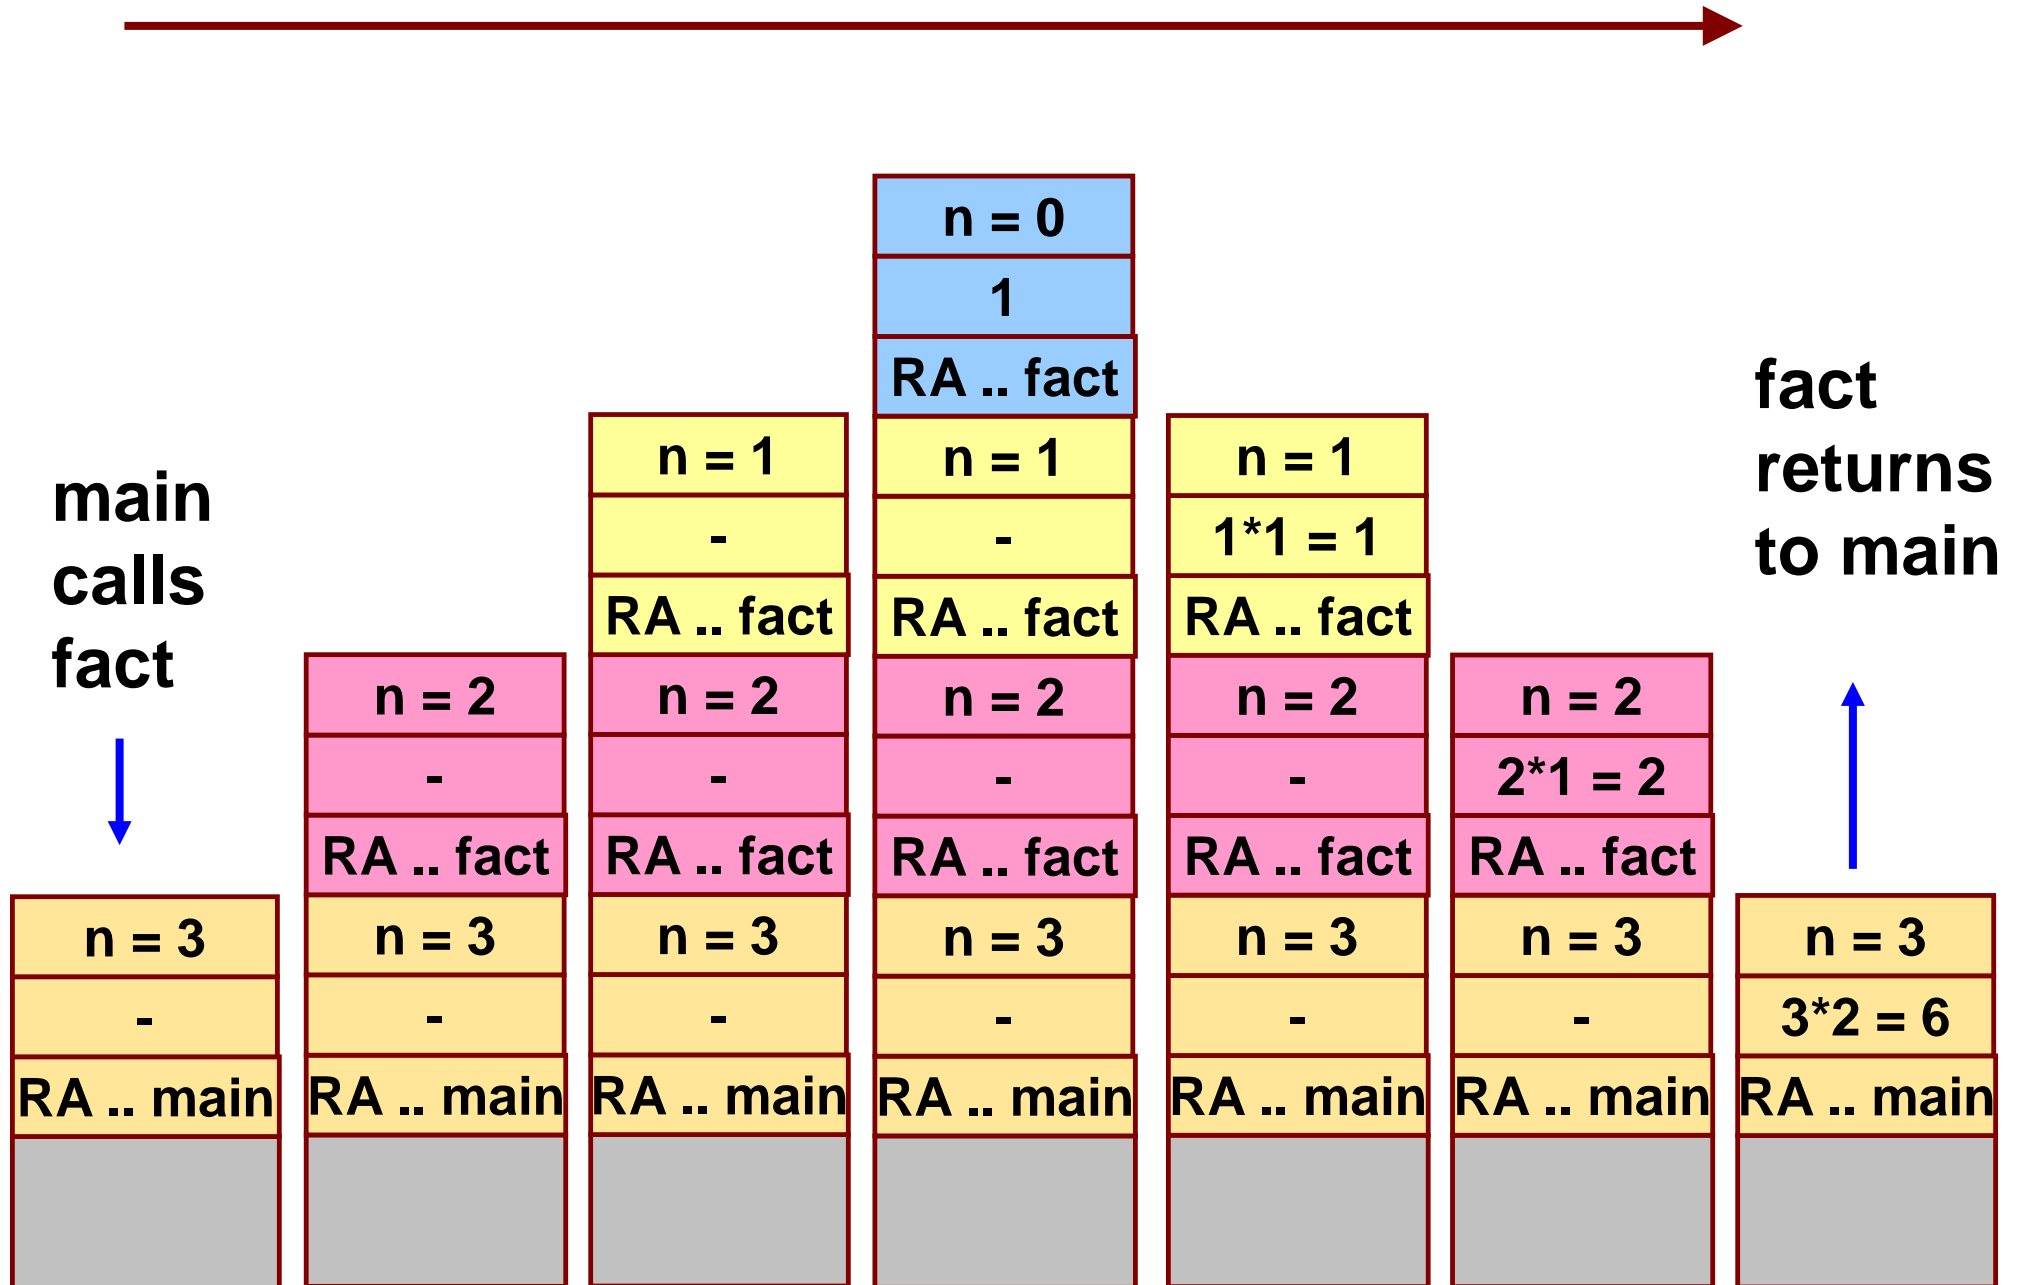 main
calls
fact
n = 3
-
RA .. main
n = 2
-
RA .. fact
n = 3
-
RA .. main
n = 1
-
RA .. fact
n = 2
-
RA .. fact
n = 3
-
RA .. main
n = 0
1
RA .. fact
n = 1
-
RA .. fact
n = 2
-
RA .. fact
n = 3
-
RA .. main
n = 1
1*1 = 1
RA .. fact
n = 2
-
RA .. fact
n = 3
-
RA .. main
n = 2
2*1 = 2
RA .. fact
n = 3
-
RA .. main
fact
returns
to main
n = 3
3*2 = 6
RA .. main